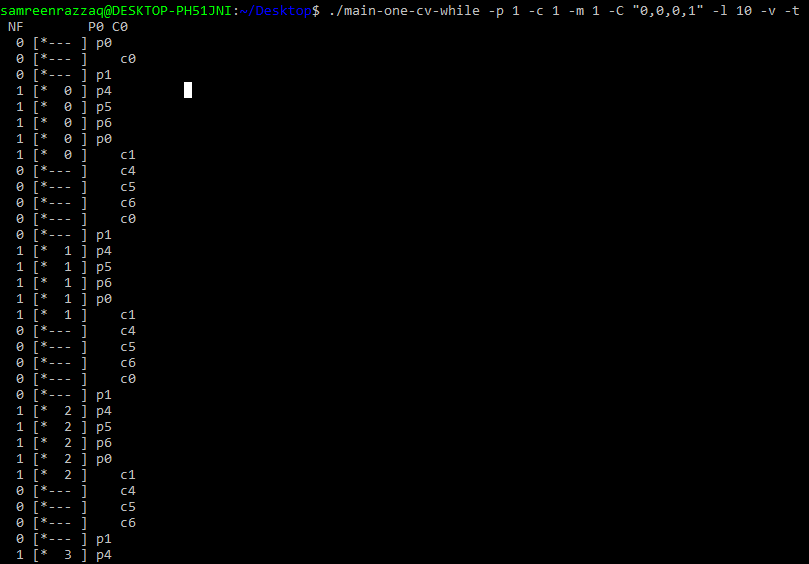 samreenrazzaq@DESKTOP-PH51JNI:~/Desktop$ ./main-one-cv-while -p 1 -c 1 -m 1 -C "0,0,0,1" -l 10 -v -t
 NF        P0 C0
  0 [*--- ] p0
  0 [*--- ]    c0
  0 [*--- ] p1
  1 [*  0 ] p4
  1 [*  0 ] p5
  1 [*  0 ] p6
  1 [*  0 ] p0
  1 [*  0 ]    c1
  0 [*--- ]    c4
  0 [*--- ]    c5
  0 [*--- ]    c6
  0 [*--- ]    c0
  0 [*--- ] p1
  1 [*  1 ] p4
  1 [*  1 ] p5
  1 [*  1 ] p6
  1 [*  1 ] p0
  1 [*  1 ]    c1
  0 [*--- ]    c4
  0 [*--- ]    c5
  0 [*--- ]    c6
  0 [*--- ]    c0
  0 [*--- ] p1
  1 [*  2 ] p4
  1 [*  2 ] p5
  1 [*  2 ] p6
  1 [*  2 ] p0
  1 [*  2 ]    c1
  0 [*--- ]    c4
  0 [*--- ]    c5
  0 [*--- ]    c6
  0 [*--- ] p1
  1 [*  3 ] p4